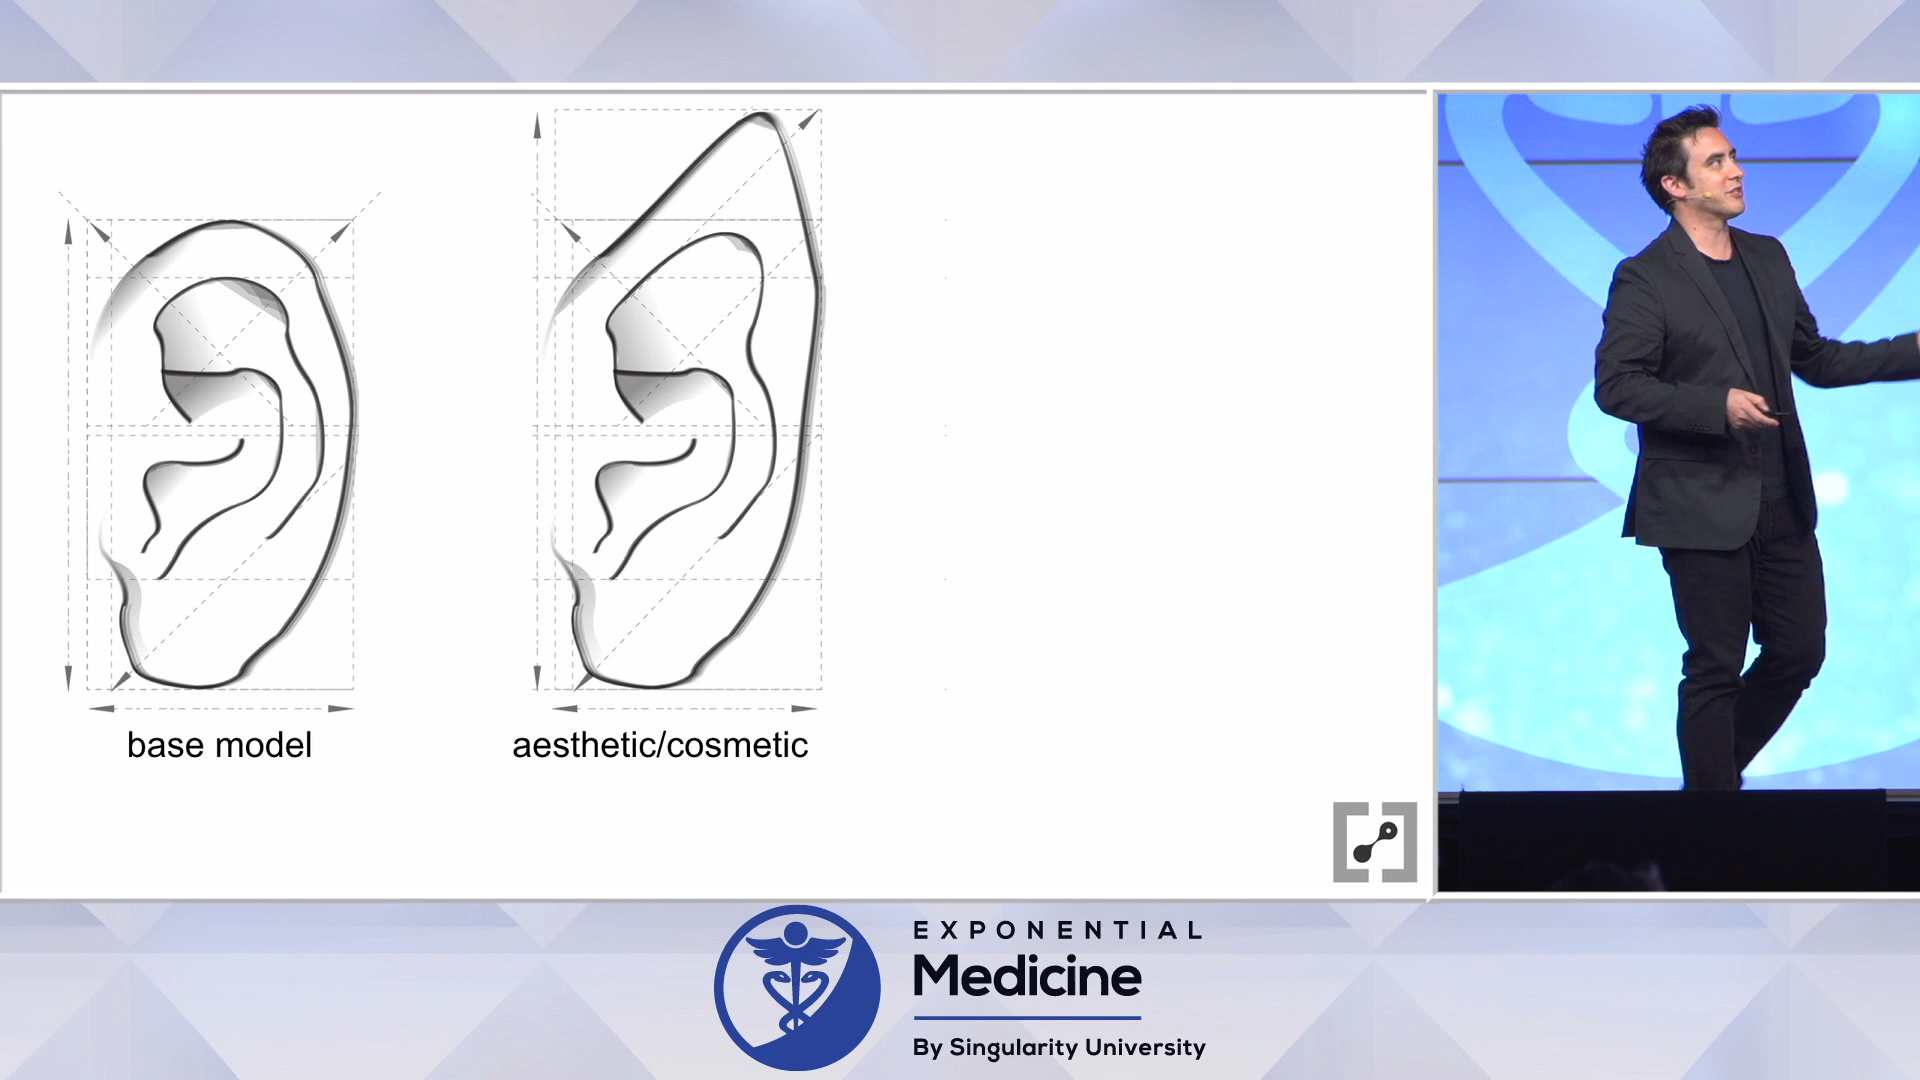 base model
aesthetic/cosmetic
EXPONENTIAL
Medicine
By Singularity University